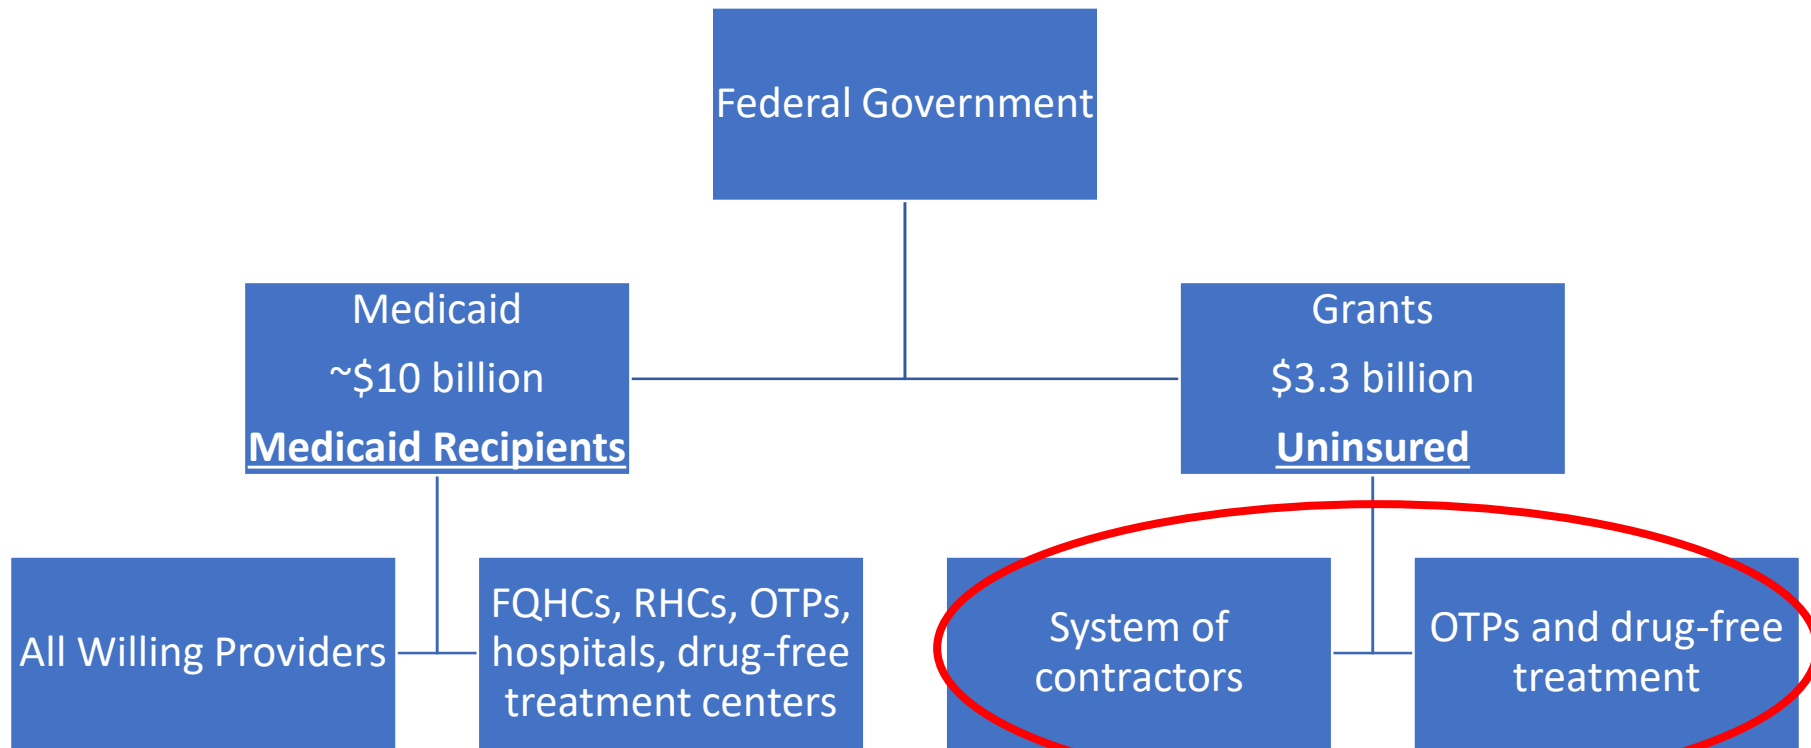 Federal Government
Medicaid
~$10 billion
Medicaid Recipients
Grants
$3.3 billion
Uninsured
All Willing Providers
FQHCs, RHCs, OTPs,
hospitals, drug-free
treatment centers
System of
contractors
OTPs and drug-free
treatment